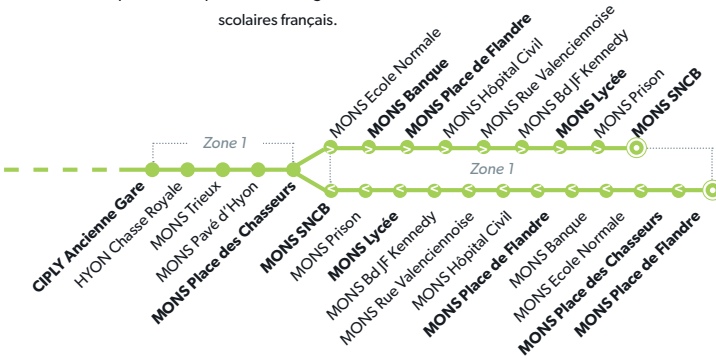 scolaires français.
MONS Ecole Normale
MONS Banque
MONS Place de Flandre
MONS Hôpital Civil
MONS Rue Valenciennoise
MONS Bd JF Kennedy
MONS Lycée
MONS Prison
MONS SNCB
Zone 1
Zone 1
CIPLY Ancienne Gare
HYON Chasse Royale
MONS Trieux
MONS Pavé d'Hyon
MONS Place des Chasseurs
MONS SNCB
MONS Prison
MONS Lycée
MONS Bd JF Kennedy
MONS Rue Valenciennoise
MONS Hôpital Civil
MONS Place de Flandre
MONS Banque
MONS Ecole Normale
MONS Place des Chasseurs
MONS Place de Flandre